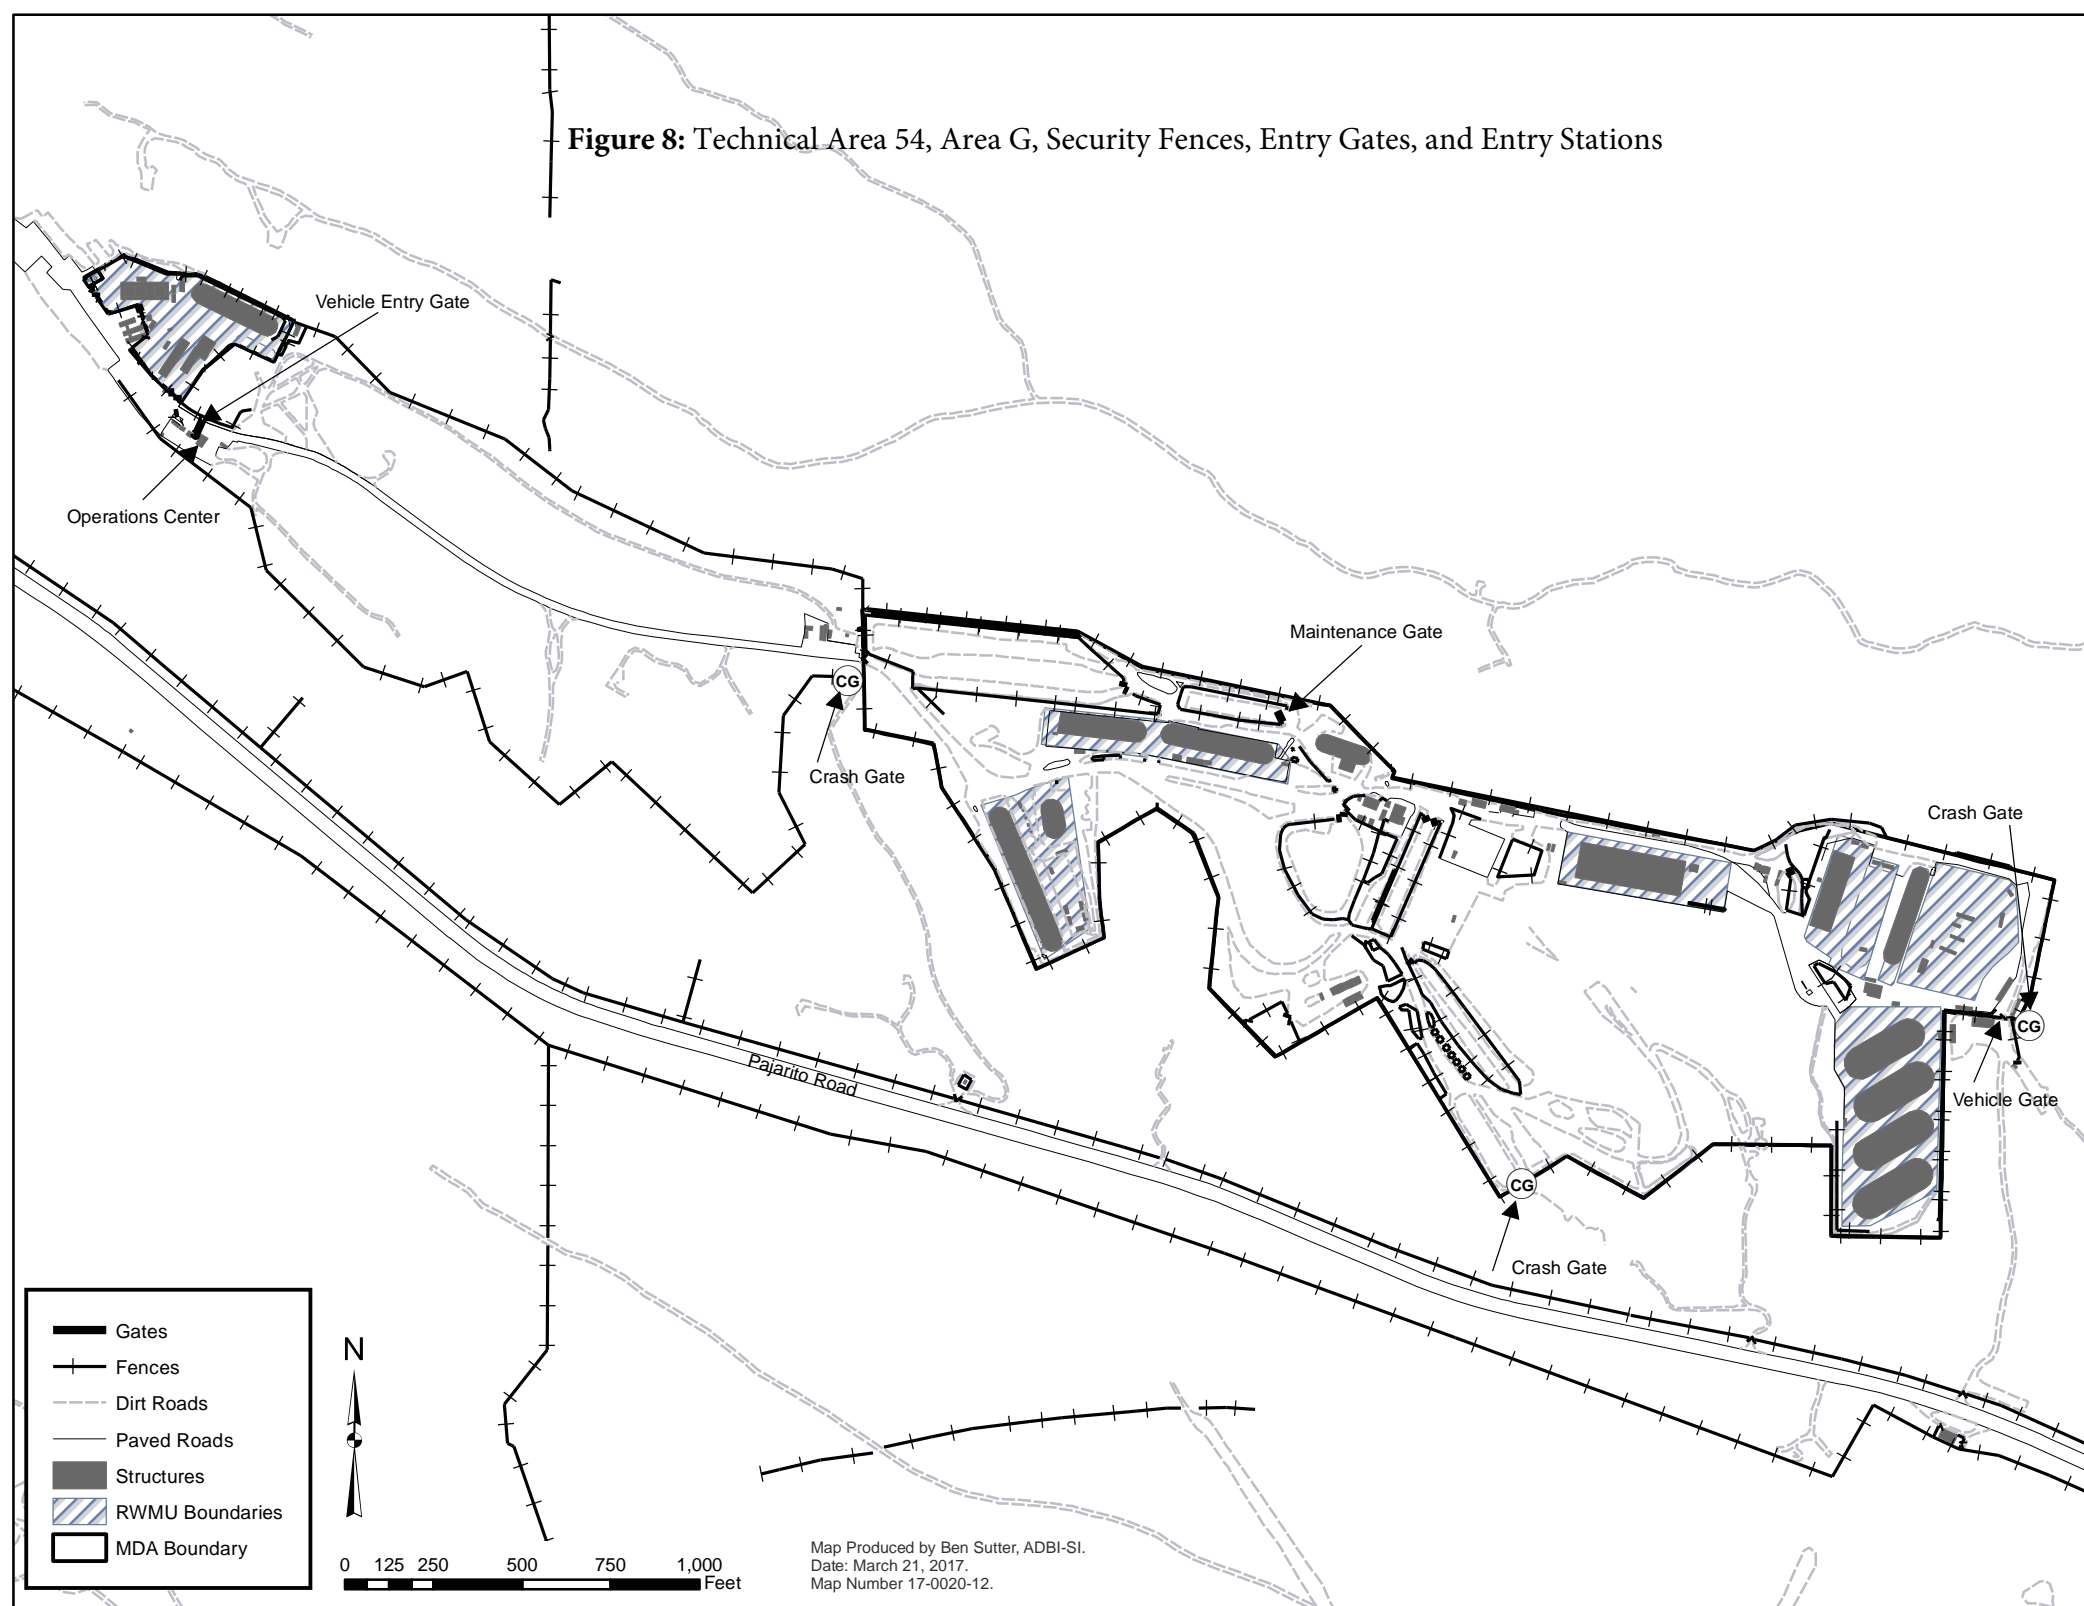 Figure 8: Technical Area 54, Area G, Security Fences, Entry Gates, and Entry Stations
Vehicle Entry Gate
Operations Center
Maintenance Gate
CG
Crash Gate
Crash Gate
CG
Vehicle Gate
Pajarito Road
CG
Crash Gate
Gates
Fences
Dirt Roads
Paved Roads
Structures
RWMU Boundaries
MDA Boundary
N
0 125 250 500 750 1,000
Feet
Map Produced by Ben Sutter, ADBI-SI.
Date: March 21, 2017.
Map Number 17-0020-12.